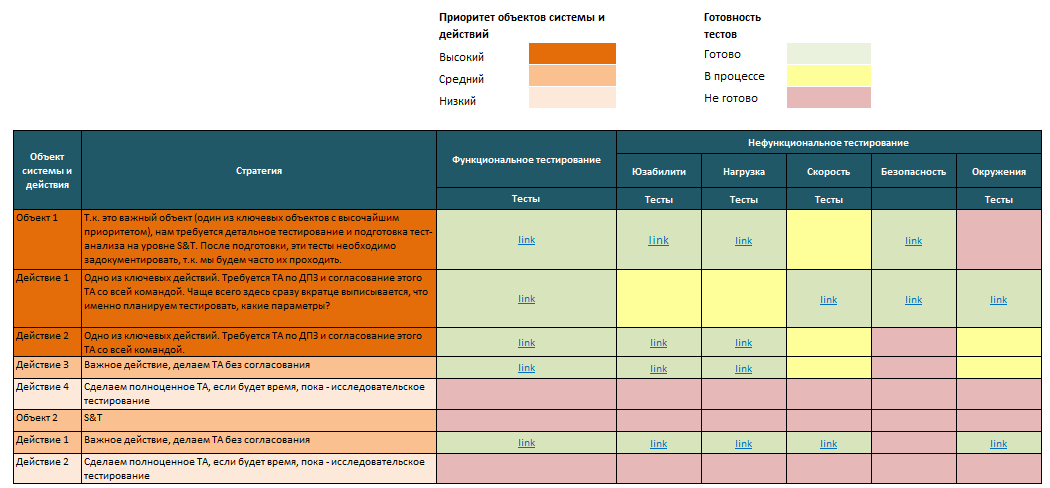 Приоритет объектов системы и
действий
Высокий
Средний
Низкий
Готовность
тестов
Готово
В процессе
Не готово
Объект
системы и
действия
Стратегия
Функциональное тестирование
Нефункциональное тестирование
Юзабилити
Нагрузка
Скорость
Безопасность
Окружения
Тесты
Тесты
Тесты
Тесты
Тесты
Объект 1
Т.к. это важный объект (один из ключевых объектов с высочайшим
приоритетом), нам требуется детальное тестирование и подготовка тест-
анализа на уровне S&T. После подготовки, эти тесты необходимо
задокументировать, т.к. мы будем часто их проходить.
link
link
link
link
Действие 1
Одно из ключевых действий. Требуется ТА по ДПЗ и согласование этого
ТА со всей командой. Чаще всего здесь сразу вкратце выписывается, что
именно планируем тестировать, какие параметры?
link
link
link
link
Действие 2
Одно из ключевых действий. Требуется ТА по ДПЗ и согласование этого
ТА со всей командой.
link
link
link
Действие 3
Важное действие, делаем ТА без согласования
link
link
link
Действие 4
Сделаем полноценное ТА, если будет время, пока - исследовательское
тестирование
Объект 2
S&T
Действие 1
Важное действие, делаем ТА без согласования
link
link
link
link
link
Действие 2
Сделаем полноценное ТА, если будет время, пока - исследовательское
тестирование